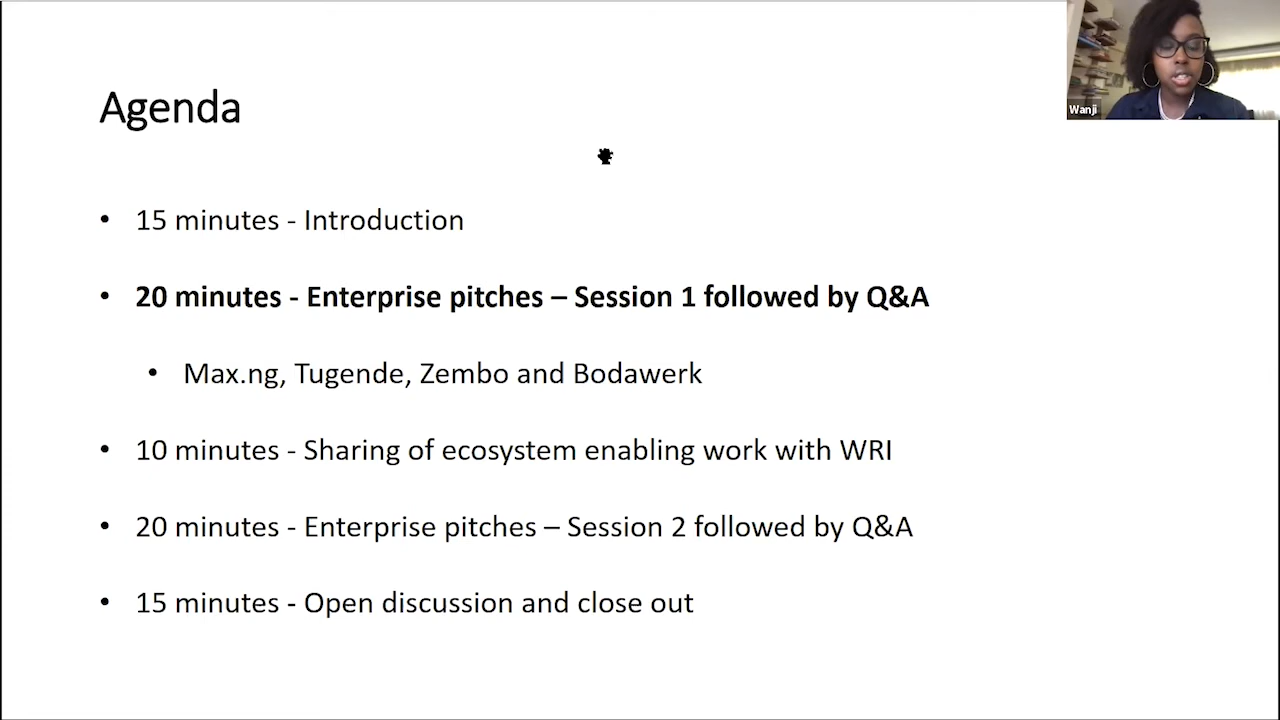 Agenda
Wanji
• 15 minutes - Introduction
• 20 minutes - Enterprise pitches – Session 1 followed by Q&A
• Max.ng, Tugende, Zembo and Bodawerk
• 10 minutes - Sharing of ecosystem enabling work with WRI
• 20 minutes - Enterprise pitches – Session 2 followed by Q&A
• 15 minutes - Open discussion and close out